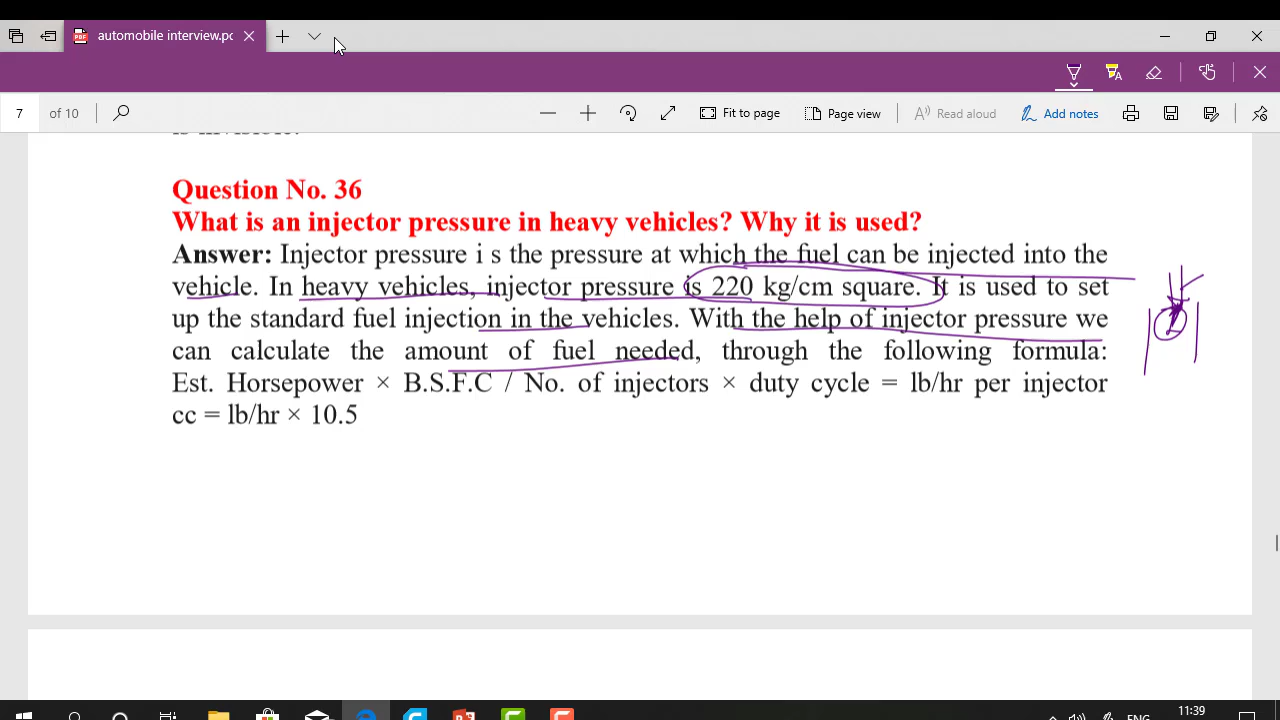 automobile interview.pc
7 of 10
Fit to page
Page view
Read aloud
Add notes
Question No. 36
What is an injector pressure in heavy vehicles? Why it is used?
Answer: Injector pressure i s the pressure at which the fuel can be injected into the
vehicle. In heavy vehicles, injector pressure is 220 kg/cm square. It is used to set
up the standard fuel injection in the vehicles. With the help of injector pressure we
can calculate the amount of fuel needed, through the following formula:
Est. Horsepower × B.S.F.C / No. of injectors × duty cycle = lb/hr per injector
cc = lb/hr × 10.5
ENG
11:39